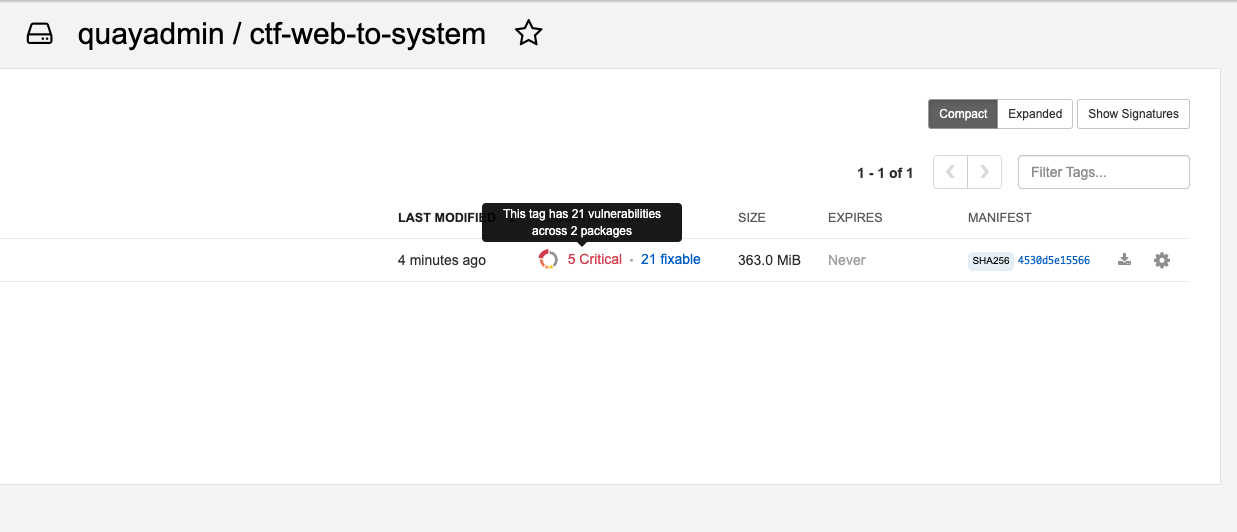 quayadmin / ctf-web-to-system
Compact Expanded Show Signatures
1 - 1 of 1 Filter Tags...
LAST MODIFIED SIZE EXPIRES MANIFEST
This tag has 21 vulnerabilities
across 2 packages
4 minutes ago 5 Critical · 21 fixable 363.0 MiB Never SHA256 4530d5e15566